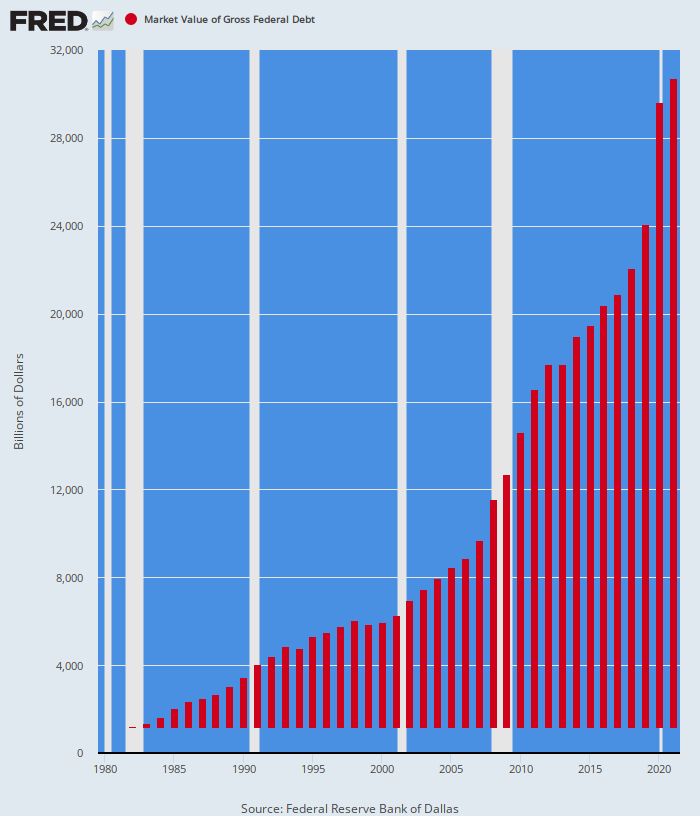 FRED
Market Value of Gross Federal Debt
32,000
28,000
24,000
20,000
16,000
12,000
8,000
4,000
0
Billions of Dollars
1980 1985 1990 1995 2000 2005 2010 2015 2020
Source: Federal Reserve Bank of Dallas